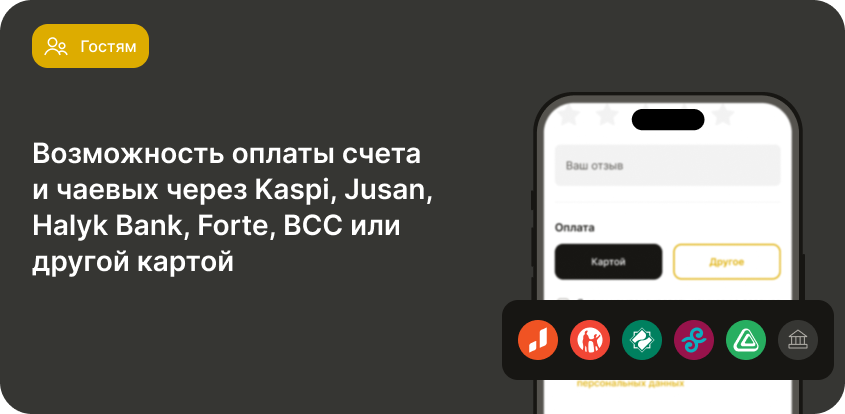 Гостям
Возможность оплаты счета
и чаевых через Kaspi, Jusan,
Halyk Bank, Forte, BCC или
другой картой
Ваш отзыв
Оплата
Картой
Другое
персональных данных